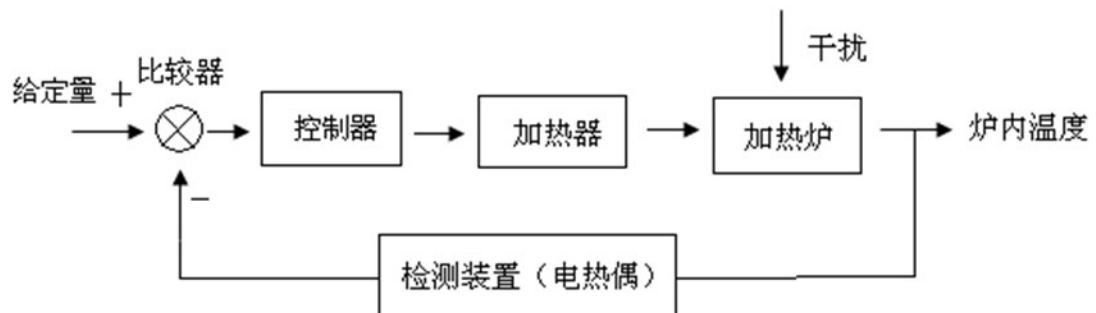 干扰
比较器
给定量 +
控制器
加热器
加热炉
炉内温度
−
检测装置（电热偶）